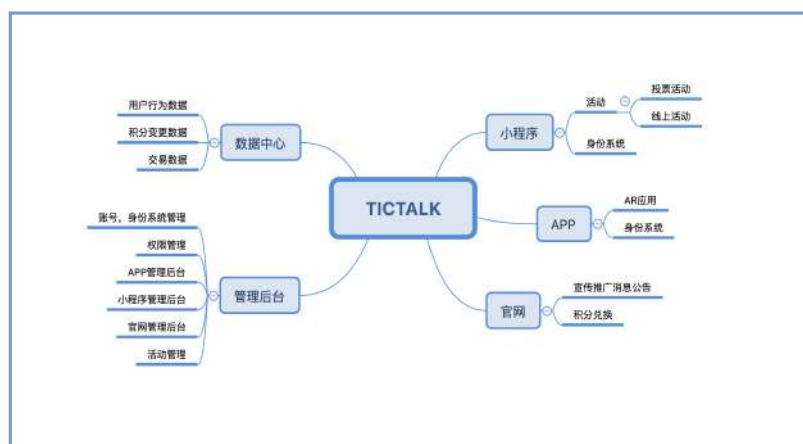 TICTALK
小程序
活动
投票活动
线上活动
身份系统
APP
AR应用
身份系统
官网
宣传推广消息公告
积分兑换
数据中心
用户行为数据
积分变更数据
交易数据
管理后台
账号，身份系统管理
权限管理
APP管理后台
小程序管理后台
官网管理后台
活动管理